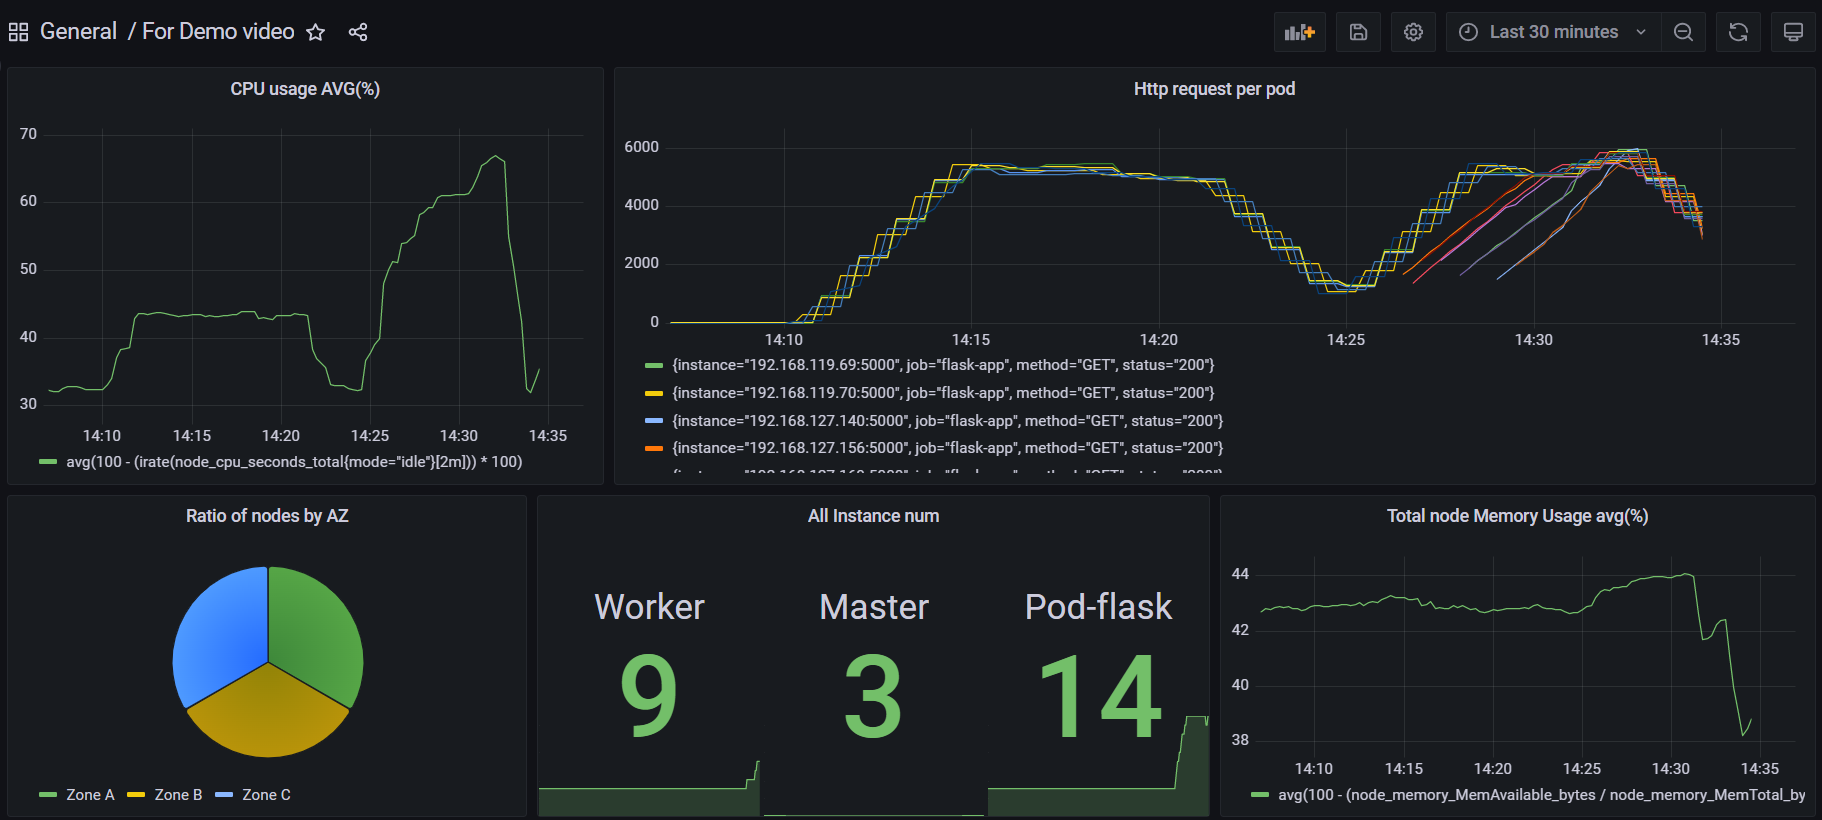 General / For Demo video
Last 30 minutes
CPU usage AVG(%)
70
60
50
40
30
14:10 14:15 14:20 14:25 14:30 14:35
avg(100 - (irate(node_cpu_seconds_total{mode="idle"}[2m])) * 100)
Http request per pod
6000
4000
2000
0
14:10 14:15 14:20 14:25 14:30 14:35
{instance="192.168.119.69:5000", job="flask-app", method="GET", status="200"}
{instance="192.168.119.70:5000", job="flask-app", method="GET", status="200"}
{instance="192.168.127.140:5000", job="flask-app", method="GET", status="200"}
{instance="192.168.127.156:5000", job="flask-app", method="GET", status="200"}
Ratio of nodes by AZ
Zone A Zone B Zone C
All Instance num
Worker Master Pod-flask
9 3 14
Total node Memory Usage avg(%)
44
42
40
38
14:10 14:15 14:20 14:25 14:30 14:35
avg(100 - (node_memory_MemAvailable_bytes / node_memory_MemTotal_by